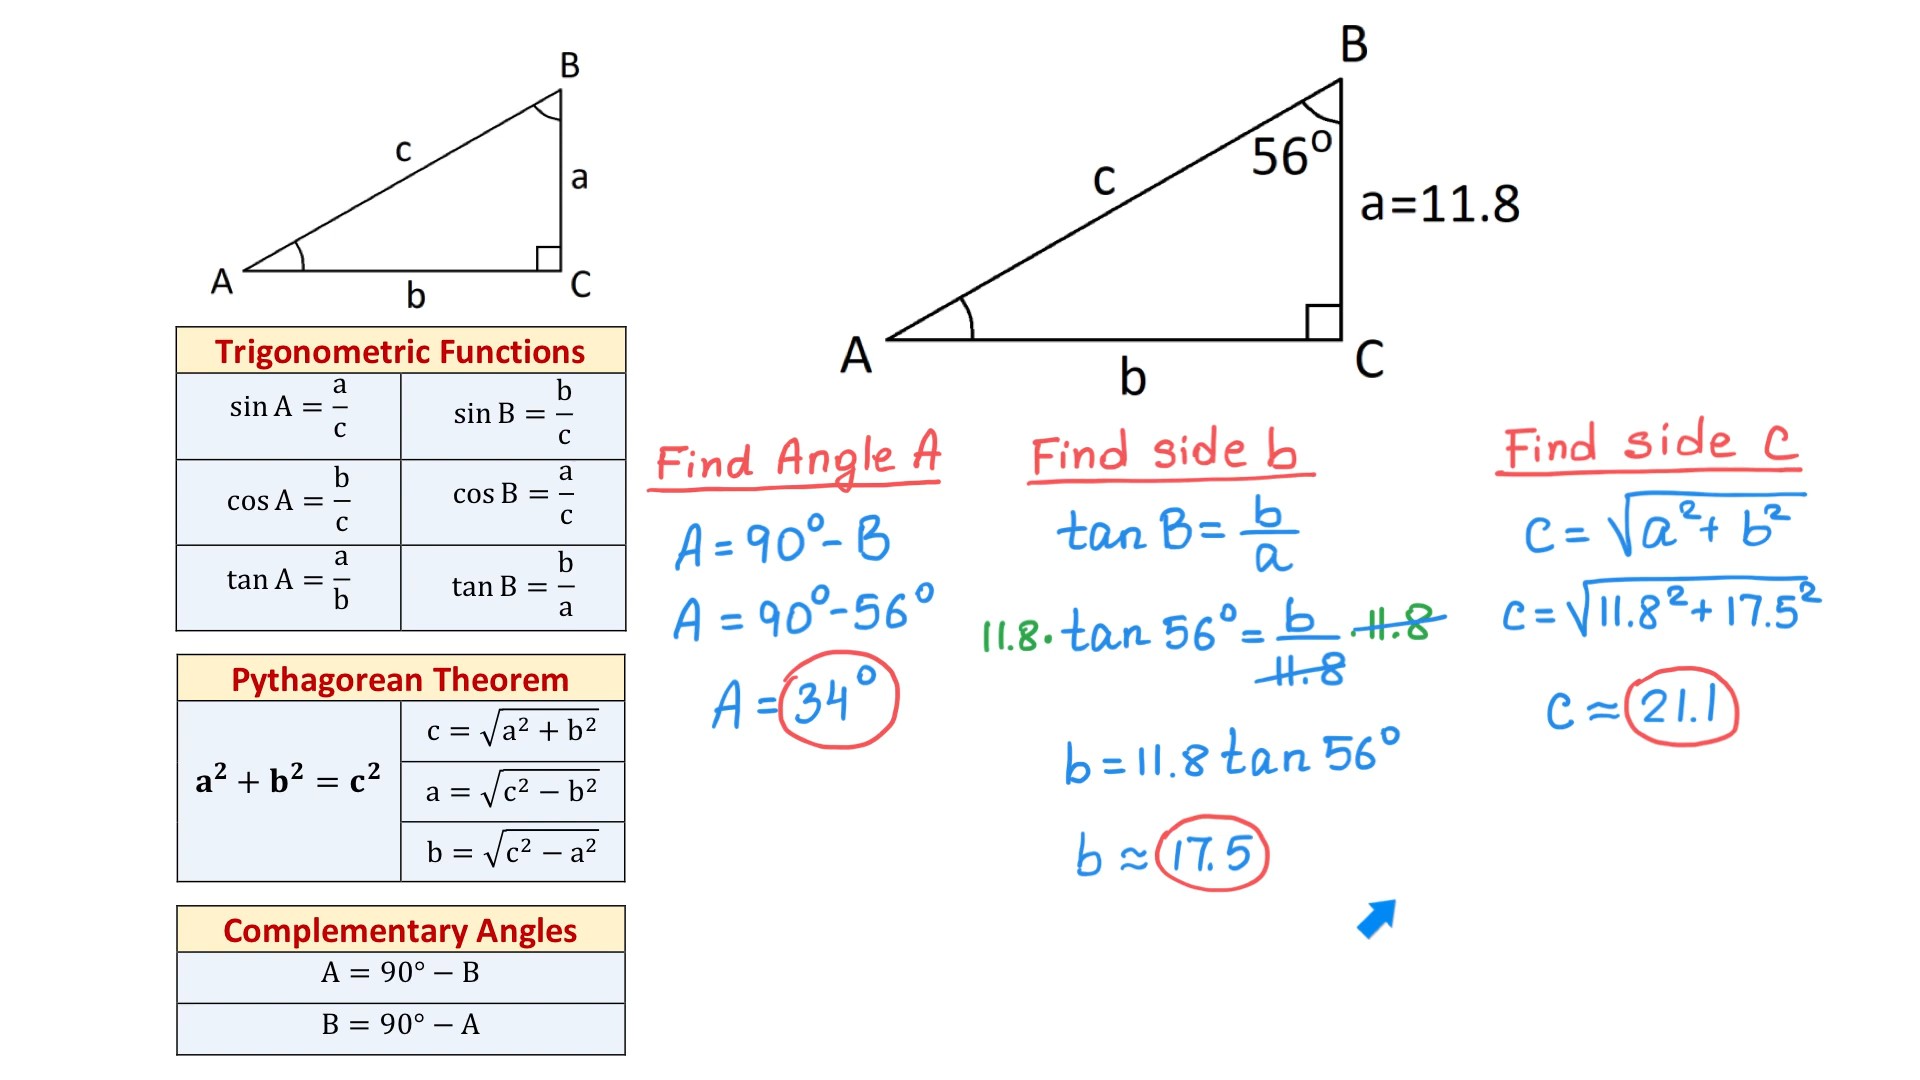 B
c
a
A
b
C
Trigonometric Functions
sin A = a/c
sin B = b/c
cos A = b/c
cos B = a/c
tan A = a/b
tan B = b/a
Pythagorean Theorem
a² + b² = c²
c = √(a² + b²)
a = √(c² − b²)
b = √(c² − a²)
Complementary Angles
A = 90° − B
B = 90° − A
B
56°
c
a=11.8
A
b
C
Find Angle A
A = 90° - B
A = 90° - 56°
A = 34°
Find side b
tan B = b/a
11.8 · tan 56° = b/11.8 · 11.8
b = 11.8 tan 56°
b ≈ 17.5
Find side c
c = √(a² + b²)
c = √(11.8² + 17.5²)
c ≈ 21.1